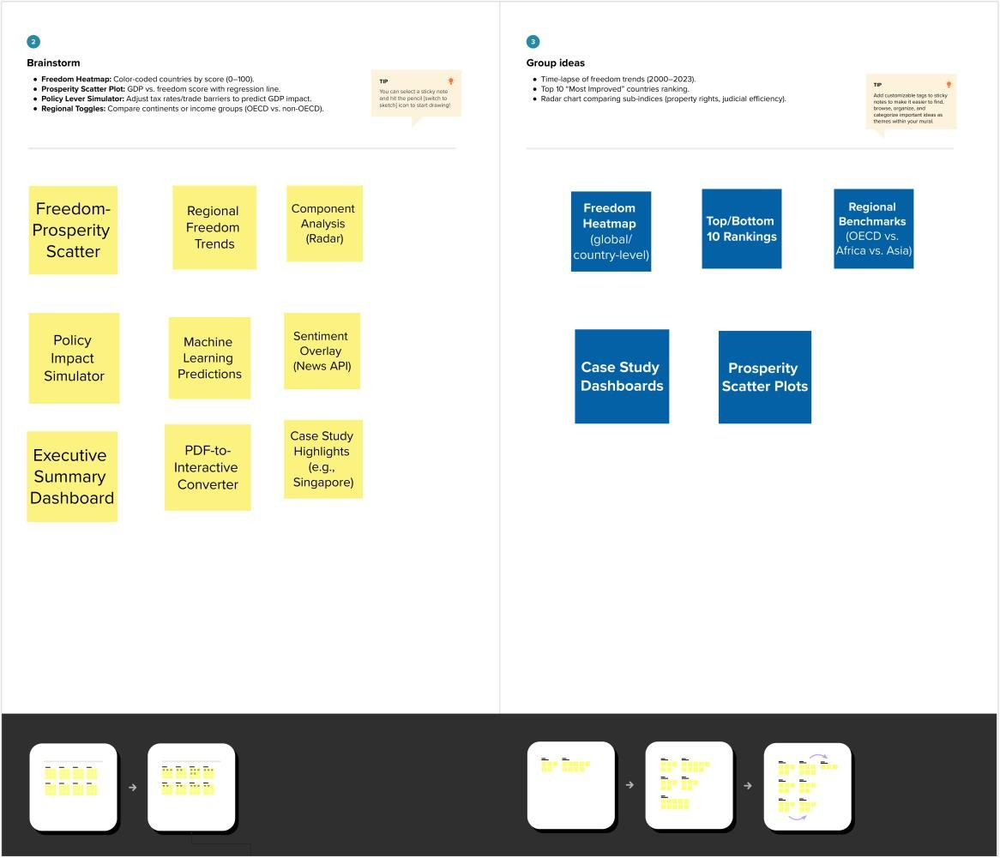 2
Brainstorm
• Freedom Heatmap: Color-coded countries by score (0–100).
• Prosperity Scatter Plot: GDP vs. freedom score with regression line.
• Policy Lever Simulator: Adjust tax rates/trade barriers to predict GDP impact.
• Regional Toggles: Compare continents or income groups (OECD vs. non-OECD).
TIP
You can select a sticky note
and hit the pencil [switch to
sketch] icon to start drawing!
Freedom-
Prosperity
Scatter
Regional
Freedom
Trends
Component
Analysis
(Radar)
Policy
Impact
Simulator
Machine
Learning
Predictions
Sentiment
Overlay
(News API)
Executive
Summary
Dashboard
PDF-to-
Interactive
Converter
Case Study
Highlights
(e.g.,
Singapore)
3
Group ideas
• Time-lapse of freedom trends (2000–2023).
• Top 10 “Most Improved” countries ranking.
• Radar chart comparing sub-indices (property rights, judicial efficiency).
TIP
Add customizable tags to sticky
notes to make it easier to find,
browse, organize, and
categorize important ideas as
themes within your mural.
Freedom
Heatmap
(global/
country-level)
Top/Bottom
10 Rankings
Regional
Benchmarks
(OECD vs.
Africa vs. Asia)
Case Study
Dashboards
Prosperity
Scatter Plots